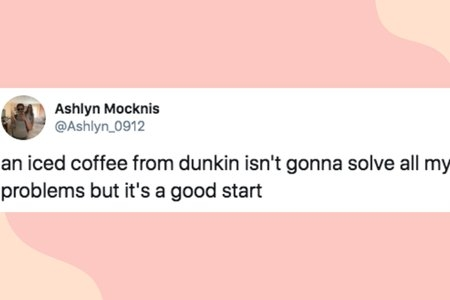 Ashlyn Mocknis
@Ashlyn_0912
an iced coffee from dunkin isn't gonna solve all my
problems but it's a good start